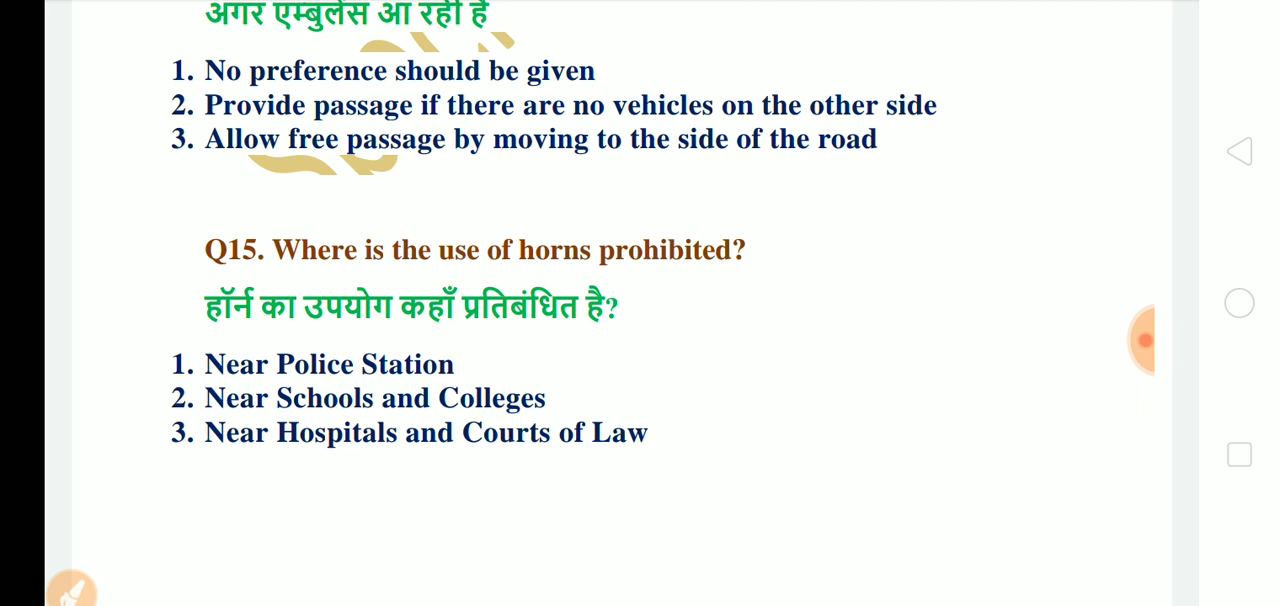 अगर एम्बुलेंस आ रही है
1. No preference should be given
2. Provide passage if there are no vehicles on the other side
3. Allow free passage by moving to the side of the road
Q15. Where is the use of horns prohibited?
हॉर्न का उपयोग कहाँ प्रतिबंधित है?
1. Near Police Station
2. Near Schools and Colleges
3. Near Hospitals and Courts of Law